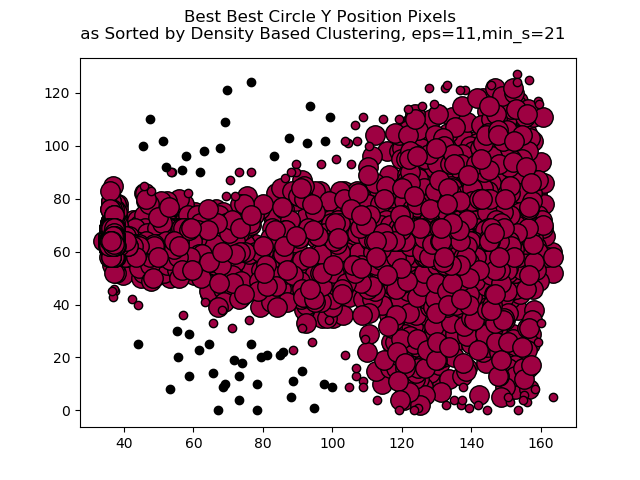 Best Best Circle Y Position Pixels
as Sorted by Density Based Clustering, eps=11,min_s=21
120
100
80
60
40
20
0
40 60 80 100 120 140 160